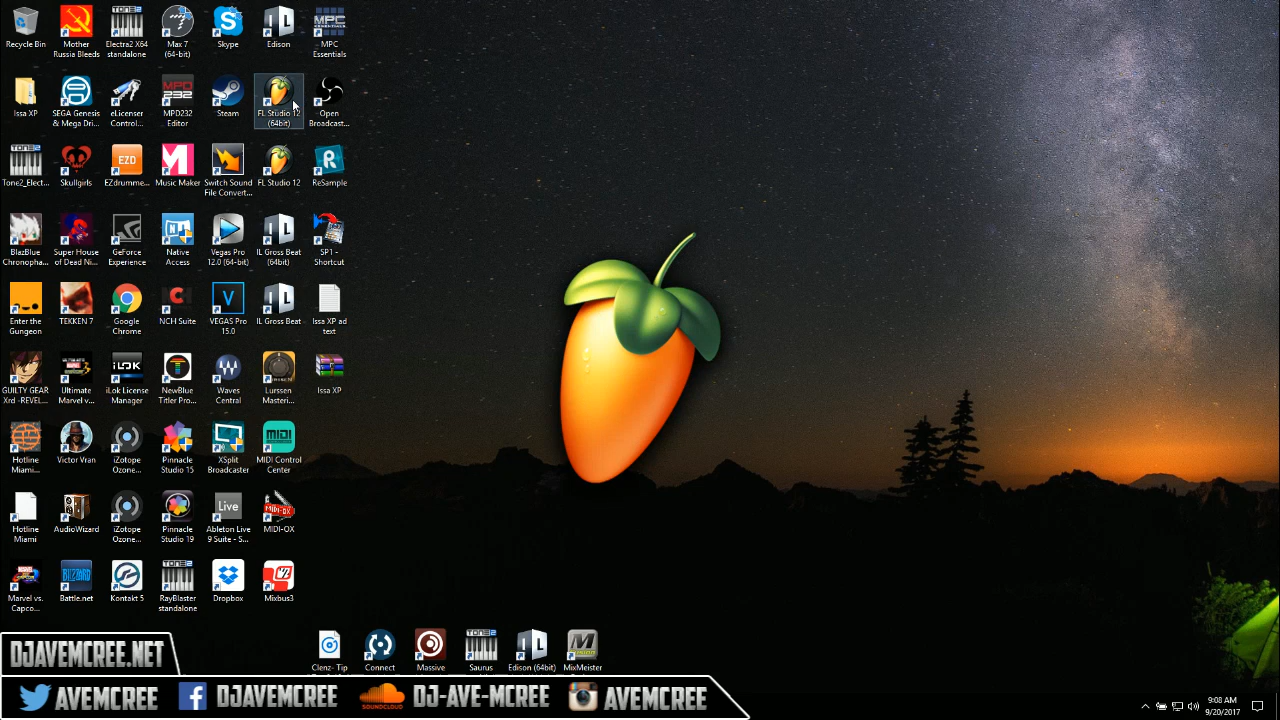 Recycle Bin
Mother
Russia Bleeds
Electra2 X64
standalone
Max 7
(64-bit)
Skype
Edison
MPC
Essentials
Issa XP
SEGA Genesis
& Mega Dri...
eLicenser
Control...
MPD232
Editor
Steam
FL Studio 12
(64bit)
Open
Broadcast...
Tone2_Elect...
Skullgirls
EZdrumme...
Music Maker
Switch Sound
File Convert...
FL Studio 12
ReSample
BlazBlue
Chronopha...
Super House
of Dead Ni...
GeForce
Experience
Native
Access
Vegas Pro
12.0 (64-bit)
IL Gross Beat
(64bit)
SP1 -
Shortcut
Enter the
Gungeon
TEKKEN 7
Google
Chrome
NCH Suite
VEGAS Pro
15.0
IL Gross Beat
Issa XP ad
text
GUILTY GEAR
Xrd -REVEL...
Ultimate
Marvel v...
iLok License
Manager
NewBlue
Titler Pro...
Waves
Central
Lurssen
Masteri...
Issa XP
Hotline
Miami...
Victor Vran
iZotope
Ozone...
Pinnacle
Studio 15
XSplit
Broadcaster
MIDI Control
Center
Hotline
Miami
AudioWizard
iZotope
Ozone...
Pinnacle
Studio 19
Ableton Live
9 Suite - S...
MIDI-OX
Marvel vs.
Capco...
Battle.net
Kontakt 5
RayBlaster
standalone
Dropbox
Mixbus3
Clenz- Tip
Connect
Massive
Saurus
Edison (64bit)
MixMeister
DJAVEMCREE.NET
AVEMCREE
DJAVEMCREE
SOUNDCLOUD
DJ-AVE-MCREE
AVEMCREE
9:08 AM
9/20/2017